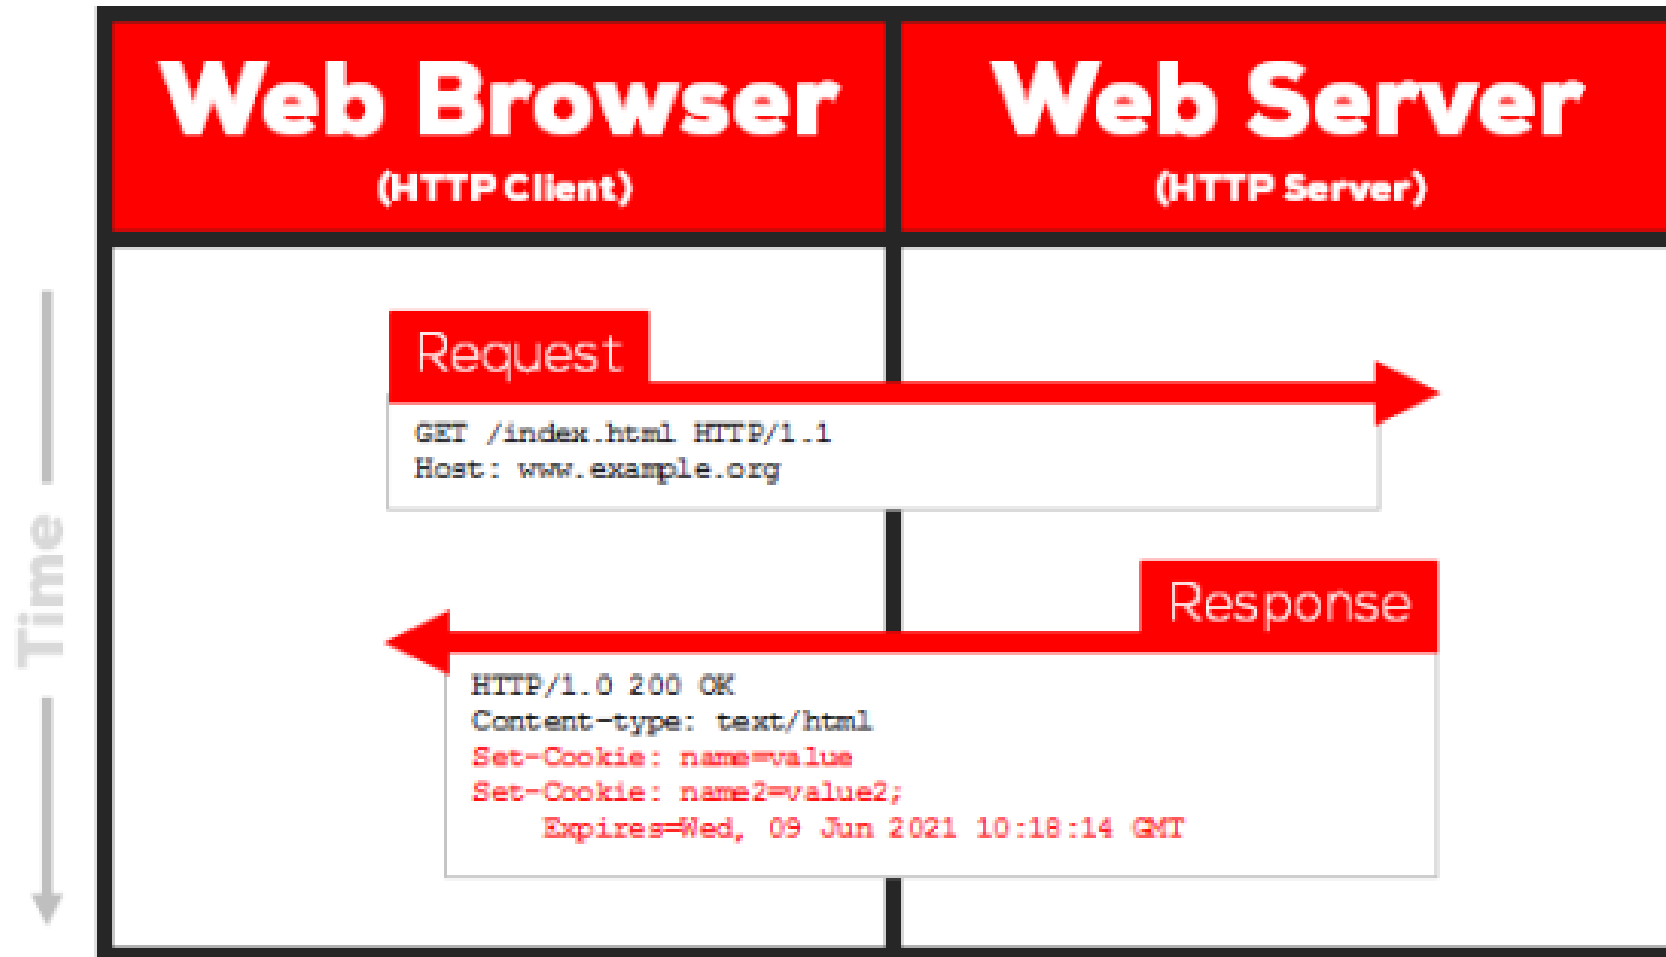 Web Browser
(HTTP Client)
Web Server
(HTTP Server)
Time
Request
GET /index.html HTTP/1.1
Host: www.example.org
Response
HTTP/1.0 200 OK
Content-type: text/html
Set-Cookie: name=value
Set-Cookie: name2=value2;
Expires=Wed, 09 Jun 2021 10:18:14 GMT